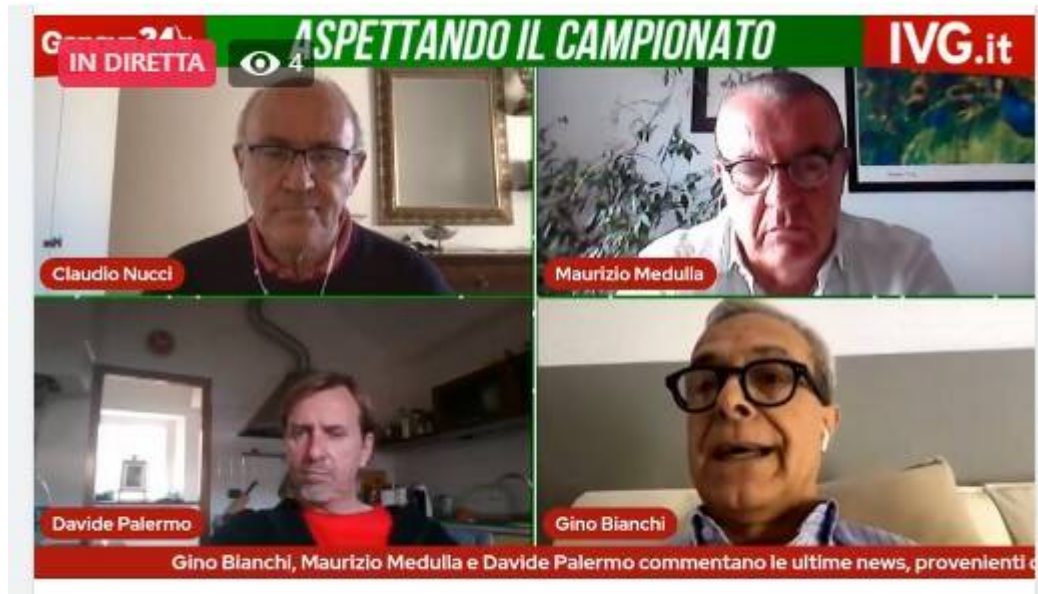 ASPETTANDO IL CAMPIONATO
IVG.it
IN DIRETTA
4
Claudio Nucci
Maurizio Medulla
Davide Palermo
Gino Bianchi
Gino Bianchi, Maurizio Medulla e Davide Palermo commentano le ultime news, provenienti